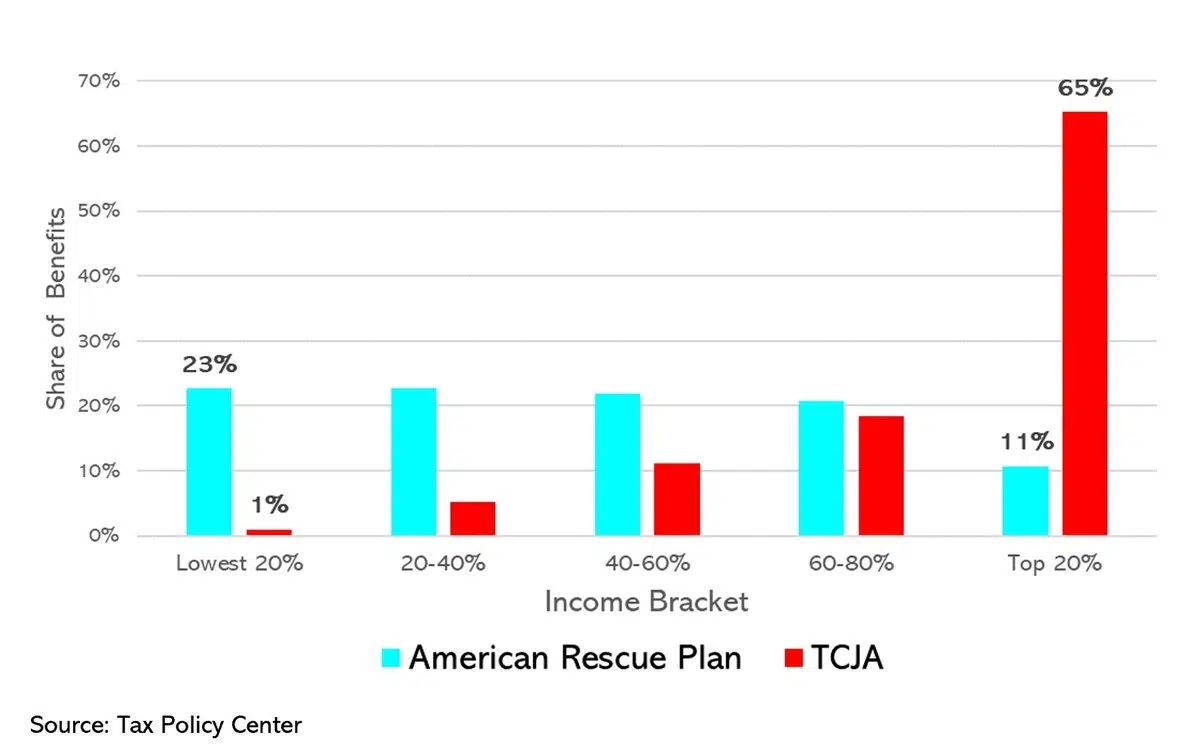 70%
65%
60%
50%
40%
30%
23%
20%
11%
10%
1%
0%
Share of Benefits
Lowest 20% 20-40% 40-60% 60-80% Top 20%
Income Bracket
American Rescue Plan TCJA
Source: Tax Policy Center